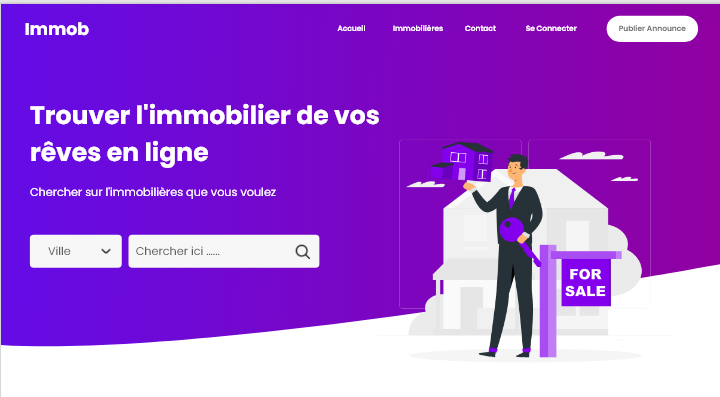 Immob
Accueil
Immobilières
Contact
Se Connecter
Publier Announce
Trouver l'immobilier de vos
rêves en ligne
Chercher sur l'immobilières que vous voulez
Ville
Chercher ici ......
FOR
SALE